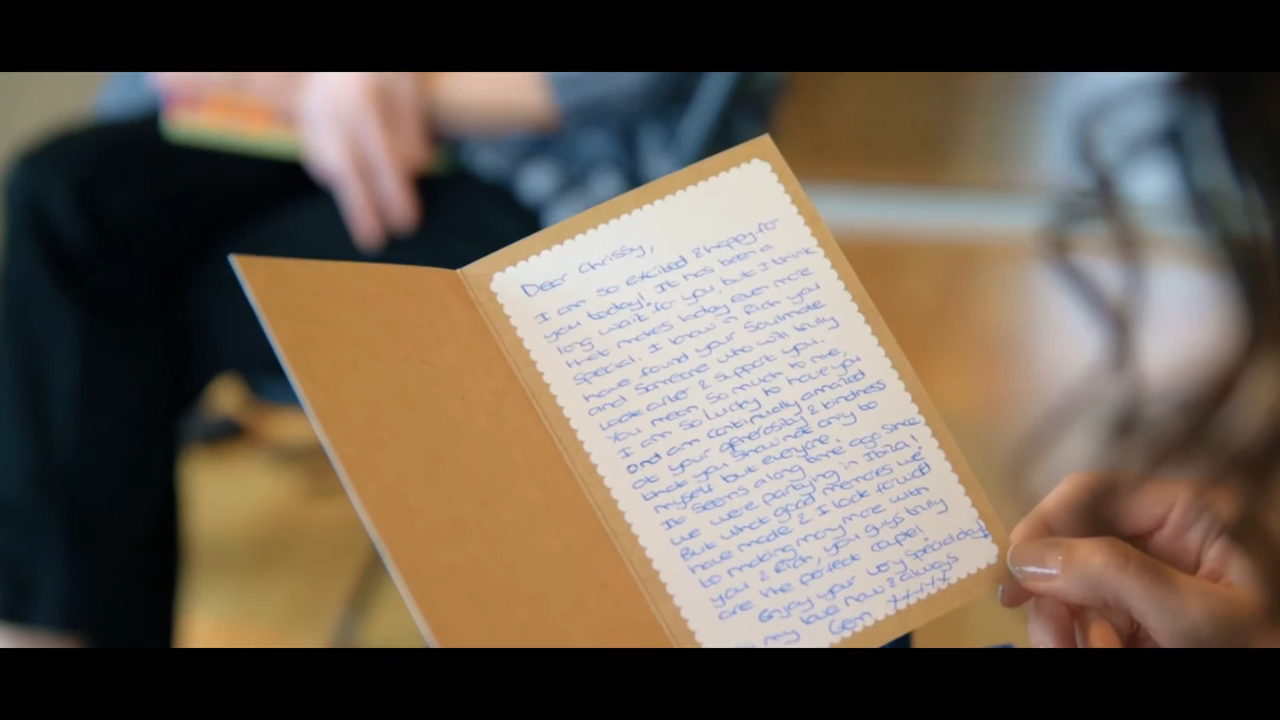 Dear Chrissy,
I am so excited & happy for
you today! It has been a
long wait for you, but I think
that makes today even more
special. I know in Rich you
have found your Soulmate
and Someone who will truly
look after & support you.
You mean so much to me,
I am so lucky to have you
and am continually amazed
at your generosity & kindness
that you show not only to
myself but everyone.
It seems a long time ago since
we were partying in Ibiza!
But what good memories we
have made & I look forward
to making many more with
you & Rich, you guys truly
are the perfect couple!
Enjoy your very special day
my love now & always
Gem xxxxx